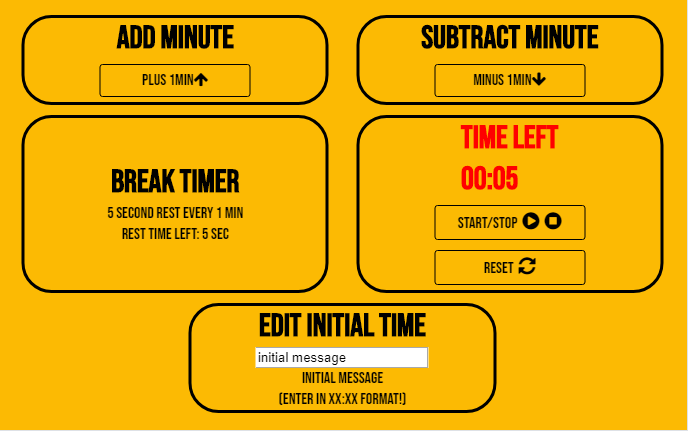 ADD MINUTE
PLUS 1MIN
SUBTRACT MINUTE
MINUS 1MIN
BREAK TIMER
5 SECOND REST EVERY 1 MIN
REST TIME LEFT: 5 SEC
TIME LEFT
00:05
START/STOP
RESET
EDIT INITIAL TIME
initial message
INITIAL MESSAGE
(ENTER IN XX:XX FORMAT!)